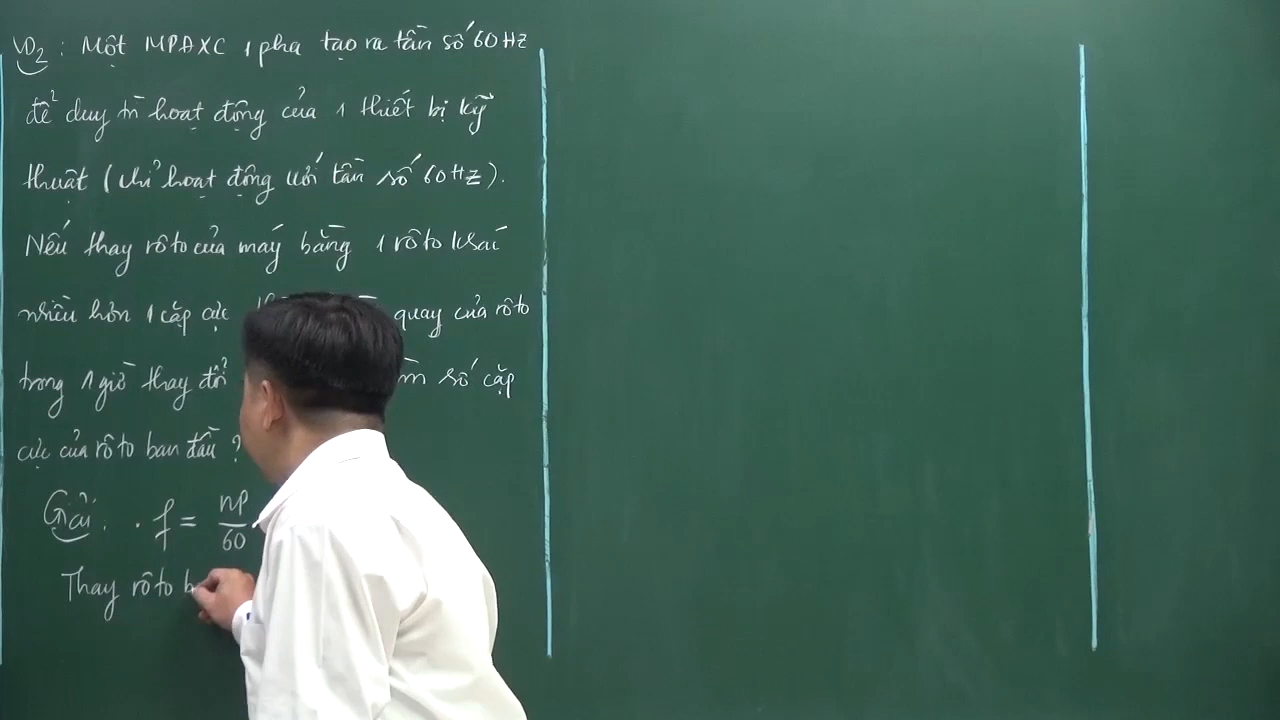 VD2: Một MPĐXC 1 pha tạo ra tần số 60Hz
để duy trì hoạt động của 1 thiết bị kỹ
thuật (chỉ hoạt động với tần số 60Hz).
Nếu thay rôto của máy bằng 1 rôto khác
nhiều hơn 1 cặp cực quay của rôto
trong 1 giờ thay đổi số cặp
cực của rôto ban đầu?
Giải: . f = np/60
Thay rôto b